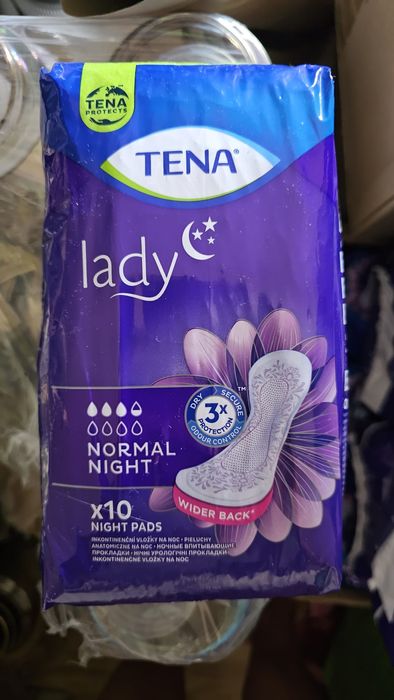 TENA
PROTECTS
TENA®
lady
DRY
SECURE
ODOUR CONTROL
3X
PROTECTION
TM
NORMAL
NIGHT
WIDER BACK*
x10
NIGHT PADS
INKONTINENČNÍ VLOŽKY NA NOC • PIELUCHY
ANATOMICZNE NA NOC • НОЧНЫЕ ВПИТЫВАЮЩИЕ
ПРОКЛАДКИ • НІЧНІ УРОЛОГІЧНІ ПРОКЛАДКИ
INKONTINENČNÉ VLOŽKY NA NOC